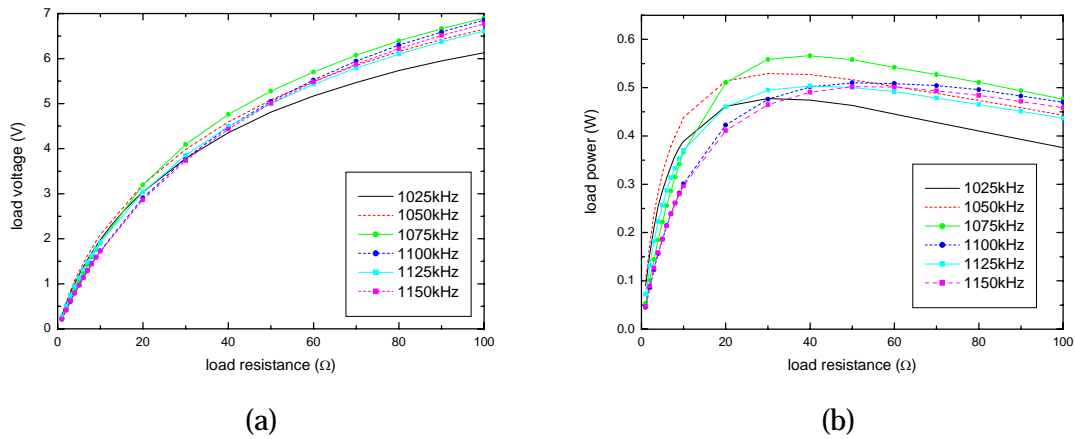 7
6
5
4
3
2
1
0
0
20
40
60
80
100
load voltage (V)
load resistance (Ω)
1025kHz
1050kHz
1075kHz
1100kHz
1125kHz
1150kHz
(a)
0.6
0.5
0.4
0.3
0.2
0.1
0.0
0
20
40
60
80
100
load power (W)
load resistance (Ω)
1025kHz
1050kHz
1075kHz
1100kHz
1125kHz
1150kHz
(b)